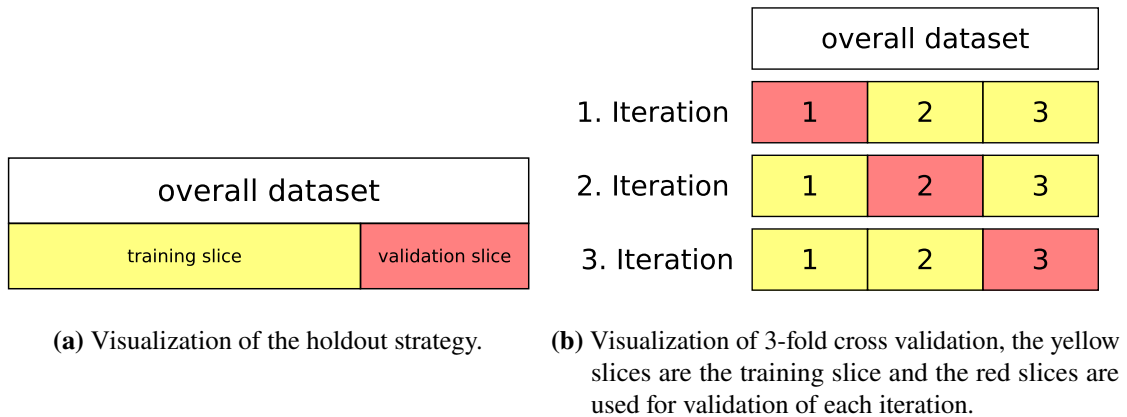 overall dataset
training slice validation slice
(a) Visualization of the holdout strategy.
overall dataset
1. Iteration 1 2 3
2. Iteration 1 2 3
3. Iteration 1 2 3
(b) Visualization of 3-fold cross validation, the yellow
slices are the training slice and the red slices are
used for validation of each iteration.